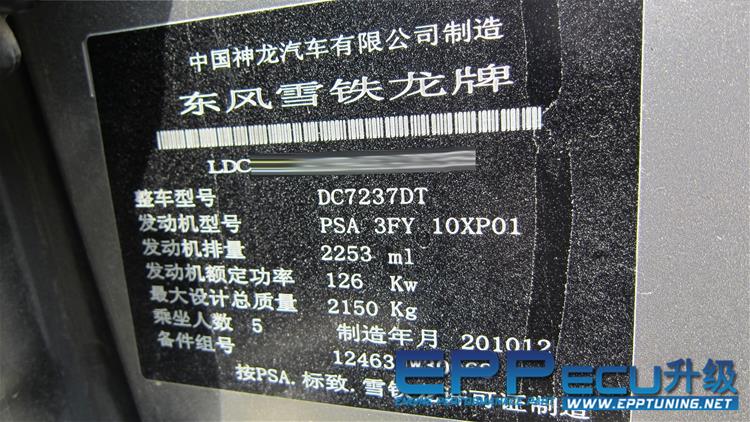 中国神龙汽车有限公司制造
东风雪铁龙牌
LDC
整车型号 DC7237DT
发动机型号 PSA 3FY 10XP01
发动机排量 2253 ml
发动机额定功率 126 Kw
最大设计总质量 2150 Kg
乘坐人数 5 制造年月 201012
备件组号 12463
按PSA.标致.雪铁 证制造
EPPECU升级
WWW.EPPTUNING.NET